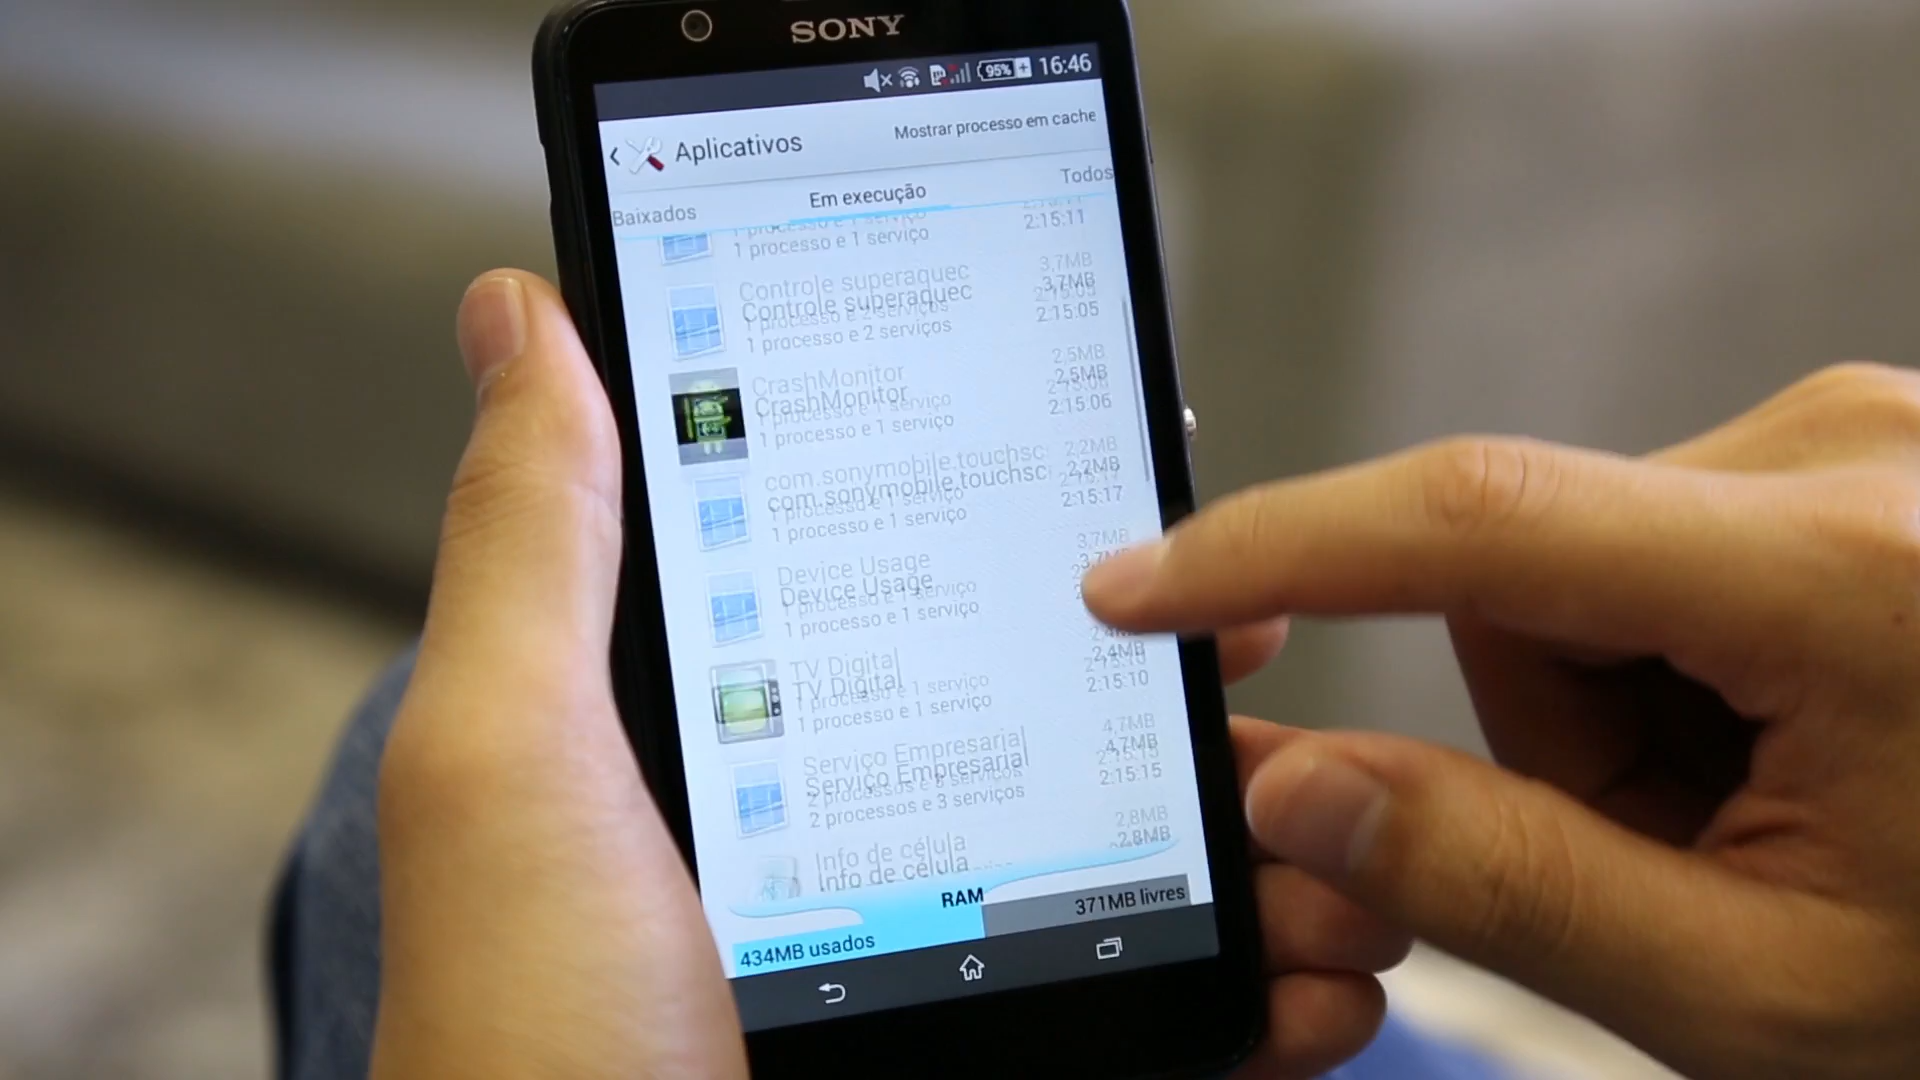 SONY
95% 16:46
Aplicativos
Mostrar processo em cache
Baixados
Em execução
Todos
1 processo e 1 serviço
2:15:11
Controle superaquec
3,7MB
1 processo e 2 serviços
2:15:05
CrashMonitor
2,5MB
1 processo e 1 serviço
2:15:06
com.sonymobile.touchsc
2,2MB
1 processo e 1 serviço
2:15:17
Device Usage
3,7MB
1 processo e 1 serviço
TV Digital
2,4MB
1 processo e 1 serviço
2:15:10
Serviço Empresarial
4,7MB
2 processos e 3 serviços
2:15:15
Info de célula
2,8MB
RAM
434MB usados
371MB livres